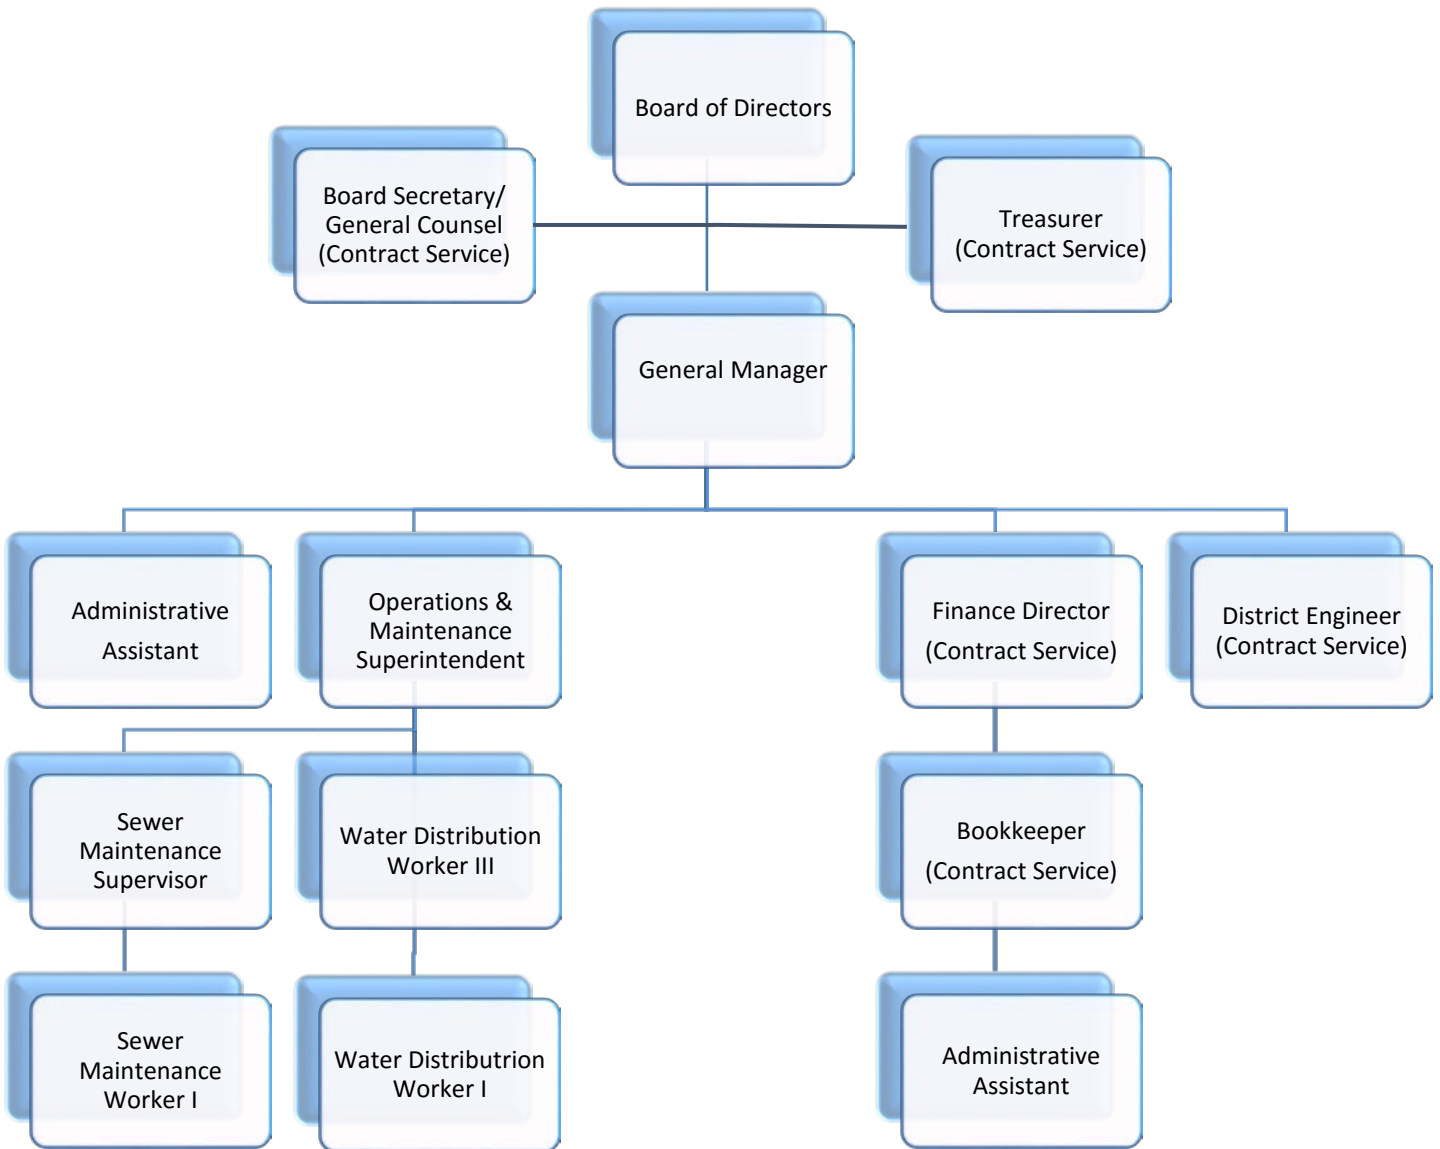 Board of Directors
Board Secretary/
General Counsel
(Contract Service)
Treasurer
(Contract Service)
General Manager
Administrative
Assistant
Operations &
Maintenance
Superintendent
Finance Director
(Contract Service)
District Engineer
(Contract Service)
Sewer
Maintenance
Supervisor
Water Distribution
Worker III
Bookkeeper
(Contract Service)
Sewer
Maintenance
Worker I
Water Distributrion
Worker I
Administrative
Assistant